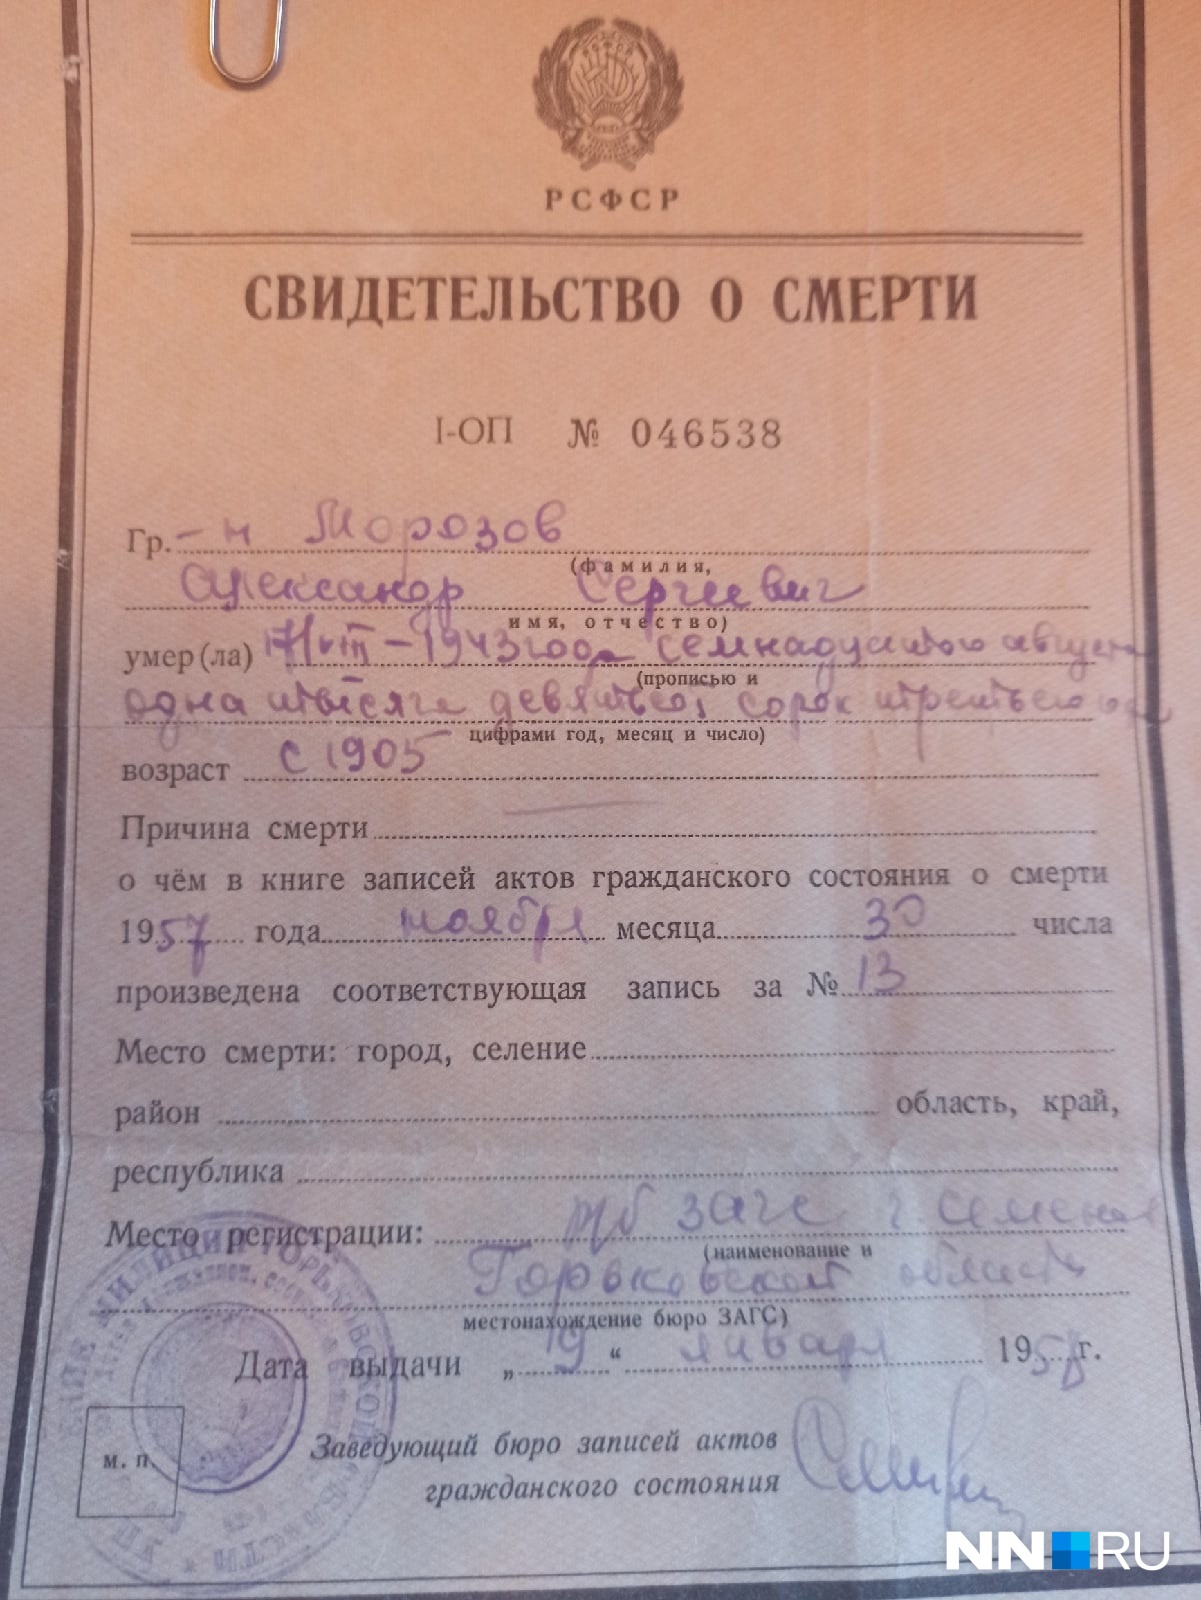 РСФСР
СВИДЕТЕЛЬСТВО О СМЕРТИ
I-ОП № 046538
Гр.-н Морозов
(фамилия,
Александр Сергеевич
имя, отчество)
умер(ла) 17/VIII-1943 года семнадцатого августа
(прописью и
одна тысяча девятьсот сорок третьего
цифрами год, месяц и число)
возраст с 1905
Причина смерти
о чём в книге записей актов гражданского состояния о смерти
1957 года ноября месяца 30 числа
произведена соответствующая запись за № 13
Место смерти: город, селение
район область, край,
республика
Место регистрации: р/б загс г. Семенов
(наименование и
Горьковской области
местонахождение бюро ЗАГС)
Дата выдачи „19“ января 1958 г.
м. п.
Заведующий бюро записей актов
гражданского состояния
NN RU